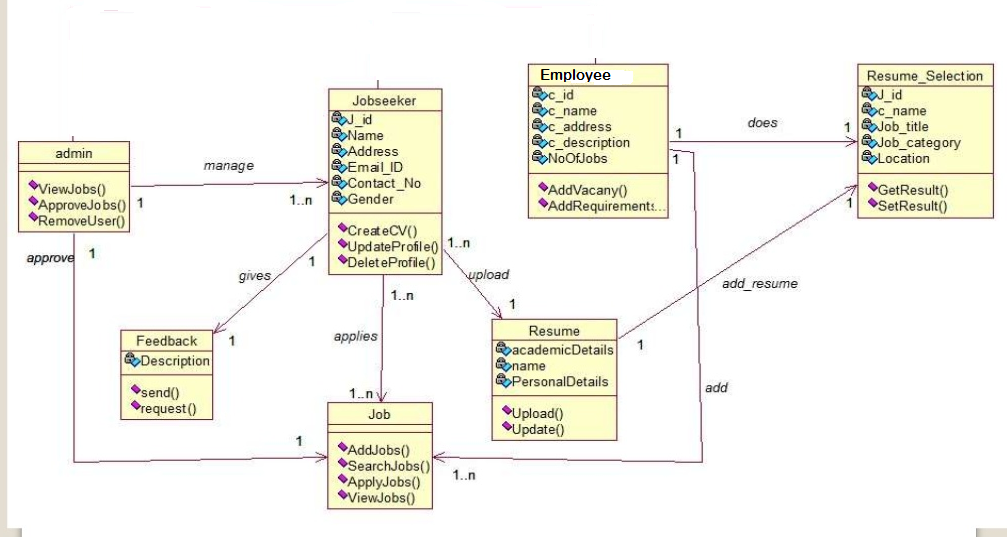 Employee
c_id
c_name
c_address
c_description
NoOfJobs
AddVacany()
AddRequirements...
Resume_Selection
J_id
c_name
Job_title
Job_category
Location
GetResult()
SetResult()
does
1
1
1
1
Jobseeker
J_id
Name
Address
Email_ID
Contact_No
Gender
CreateCV()
UpdateProfile()
DeleteProfile()
admin
ViewJobs()
ApproveJobs()
RemoveUser()
manage
1
1..n
approve
1
gives
1
1
1..n
upload
1
1..n
applies
1..n
add_resume
1
add
1..n
1
Feedback
Description
send()
request()
Resume
academicDetails
name
PersonalDetails
Upload()
Update()
Job
AddJobs()
SearchJobs()
ApplyJobs()
ViewJobs()